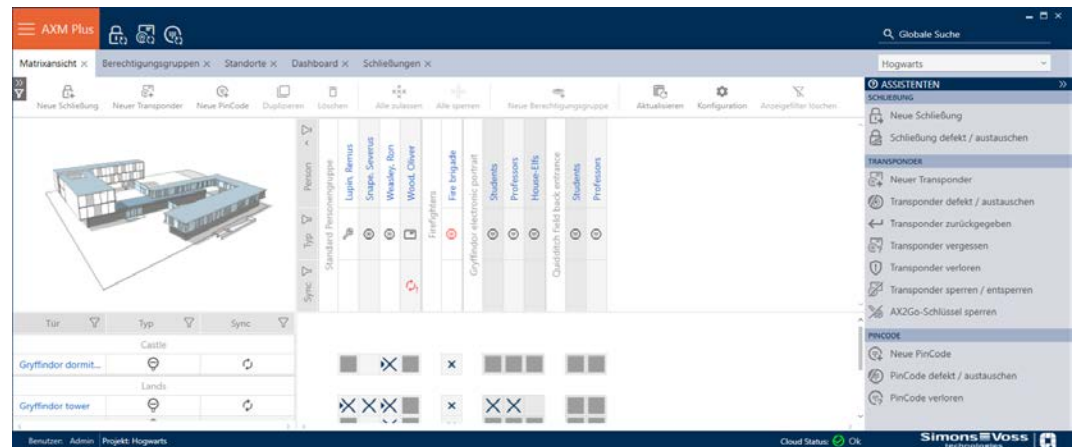 AXM Plus
Globale Suche
Matrixansicht × Berechtigungsgruppen × Standorte × Dashboard × Schließungen ×
Hogwarts
Neue Schließung Neuer Transponder Neue PinCode Duplizieren Löschen Alle zulassen Alle sperren Neue Berechtigungsgruppe Aktualisieren Konfiguration Anzeigefilter löschen
ASSISTENTEN
SCHLIEßUNG
Neue Schließung
Schließung defekt / austauschen
TRANSPONDER
Neuer Transponder
Transponder defekt / austauschen
Transponder zurückgegeben
Transponder vergessen
Transponder verloren
Transponder sperren / entsperren
AX2Go-Schlüssel sperren
PINCODE
Neue PinCode
PinCode defekt / austauschen
PinCode verloren
Person
Typ
Sync
Standard Personengruppe
Lupin, Remus
Snape, Severus
Weasley, Ron
Wood, Oliver
Firefighters
Fire brigade
Gryffindor electronic portrait
Students
Professors
House-Elfs
Quidditch field back entrance
Students
Professors
Tür Typ Sync
Castle
Gryffindor dormit...
Lands
Gryffindor tower
Benutzer: Admin Projekt: Hogwarts
Cloud Status: Ok
SimonsVoss
technologies